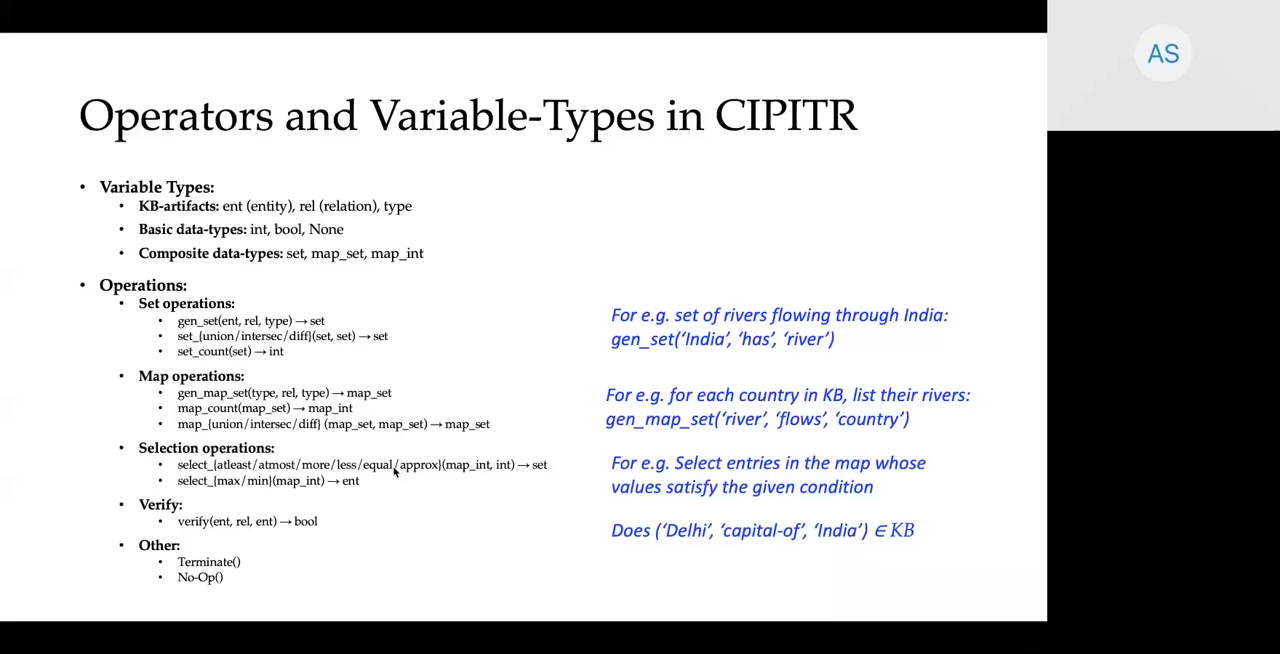 AS
Operators and Variable-Types in CIPITR
• Variable Types:
• KB-artifacts: ent (entity), rel (relation), type
• Basic data-types: int, bool, None
• Composite data-types: set, map_set, map_int
• Operations:
• Set operations:
• gen_set(ent, rel, type) → set
• set_{union/intersec/diff}(set, set) → set
• set_count(set) → int
For e.g. set of rivers flowing through India:
gen_set(‘India’, ‘has’, ‘river’)
• Map operations:
• gen_map_set(type, rel, type) → map_set
• map_count(map_set) → map_int
• map_{union/intersec/diff} (map_set, map_set) → map_set
For e.g. for each country in KB, list their rivers:
gen_map_set(‘river’, ‘flows’, ‘country’)
• Selection operations:
• select_{atleast/atmost/more/less/equal/approx}(map_int, int) → set
• select_{max/min}(map_int) → ent
For e.g. Select entries in the map whose
values satisfy the given condition
• Verify:
• verify(ent, rel, ent) → bool
Does (‘Delhi’, ‘capital-of’, ‘India’) ∈ KB
• Other:
• Terminate()
• No-Op()